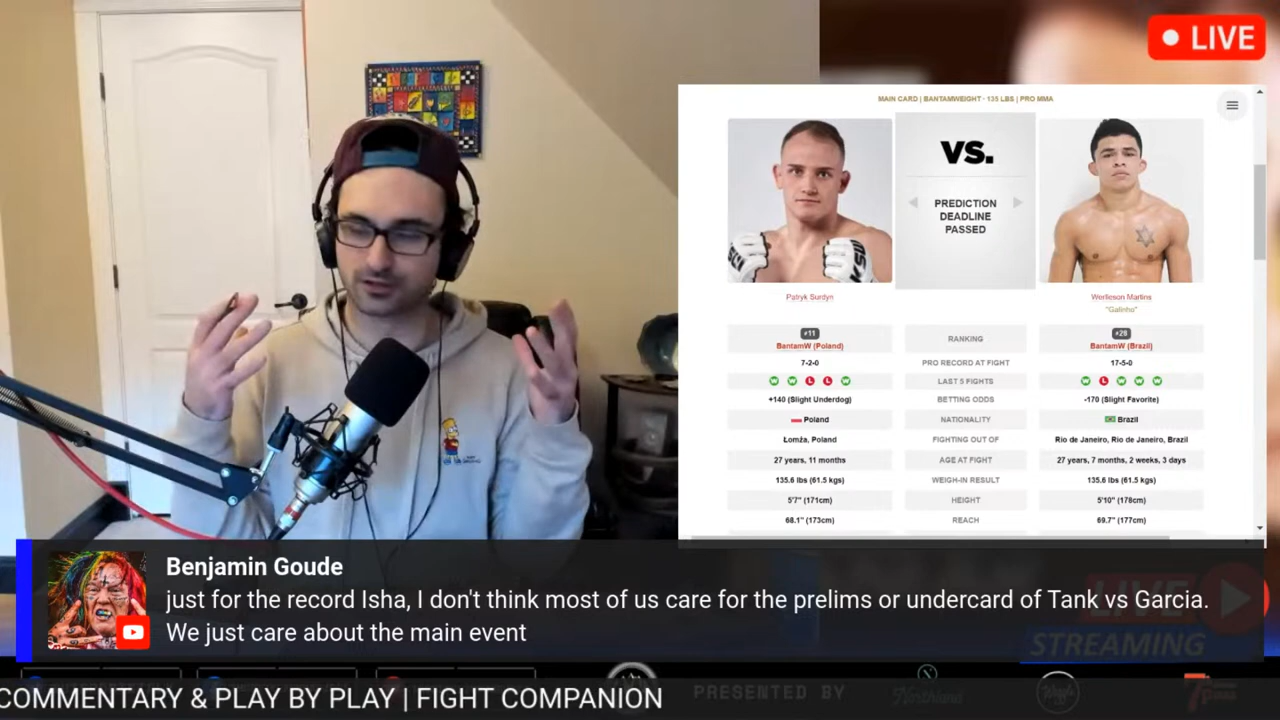 LIVE
MAIN CARD | BANTAMWEIGHT · 135 LBS | PRO MMA
VS.
PREDICTION
DEADLINE
PASSED
Patryk Surdyn
Werlleson Martins
"Galinho"
#11
BantamW (Poland)
RANKING
#28
BantamW (Brazil)
7-2-0 PRO RECORD AT FIGHT 17-5-0
W W L L W LAST 5 FIGHTS W L W W W
+140 (Slight Underdog) BETTING ODDS -170 (Slight Favorite)
Poland NATIONALITY Brazil
Łomża, Poland FIGHTING OUT OF Rio de Janeiro, Rio de Janeiro, Brazil
27 years, 11 months AGE AT FIGHT 27 years, 7 months, 2 weeks, 3 days
135.6 lbs (61.5 kgs) WEIGH-IN RESULT 135.6 lbs (61.5 kgs)
5'7" (171cm) HEIGHT 5'10" (178cm)
68.1" (173cm) REACH 69.7" (177cm)
Benjamin Goude
just for the record Isha, I don't think most of us care for the prelims or undercard of Tank vs Garcia.
We just care about the main event
LIVE
STREAMING
PRESENTED BY
Northland
COMMENTARY & PLAY BY PLAY | FIGHT COMPANION